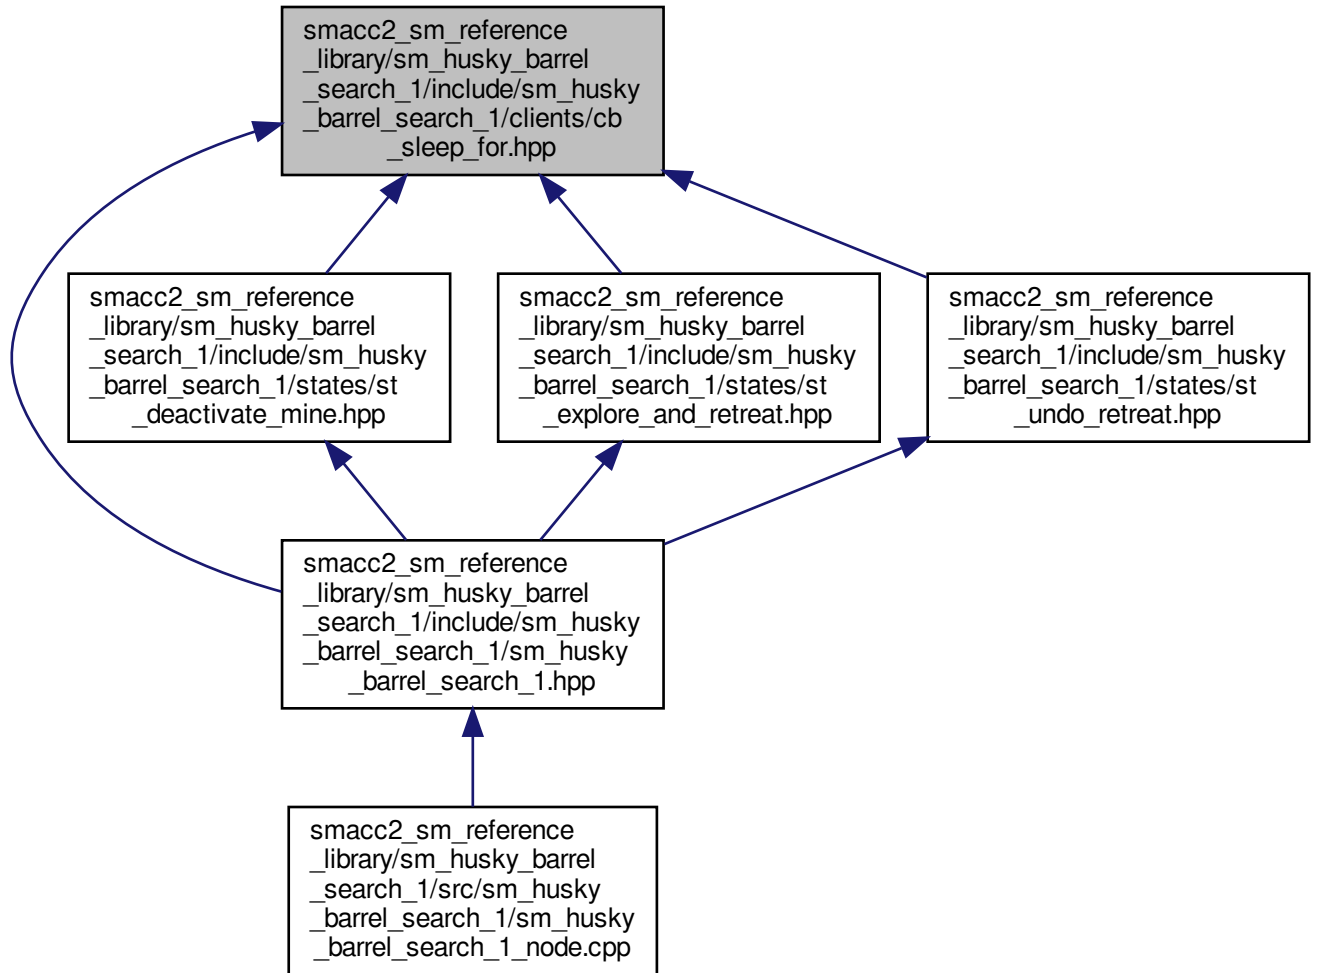 smacc2_sm_reference
_library/sm_husky_barrel
_search_1/include/sm_husky
_barrel_search_1/clients/cb
_sleep_for.hpp
smacc2_sm_reference
_library/sm_husky_barrel
_search_1/include/sm_husky
_barrel_search_1/states/st
_deactivate_mine.hpp
smacc2_sm_reference
_library/sm_husky_barrel
_search_1/include/sm_husky
_barrel_search_1/states/st
_explore_and_retreat.hpp
smacc2_sm_reference
_library/sm_husky_barrel
_search_1/include/sm_husky
_barrel_search_1/states/st
_undo_retreat.hpp
smacc2_sm_reference
_library/sm_husky_barrel
_search_1/include/sm_husky
_barrel_search_1/sm_husky
_barrel_search_1.hpp
smacc2_sm_reference
_library/sm_husky_barrel
_search_1/src/sm_husky
_barrel_search_1/sm_husky
_barrel_search_1_node.cpp